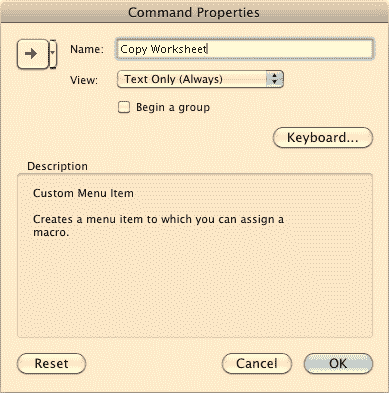 Command Properties
Name: Copy Worksheet
View: Text Only (Always)
Begin a group
Keyboard...
Description
Custom Menu Item
Creates a menu item to which you can assign a
macro.
Reset Cancel OK